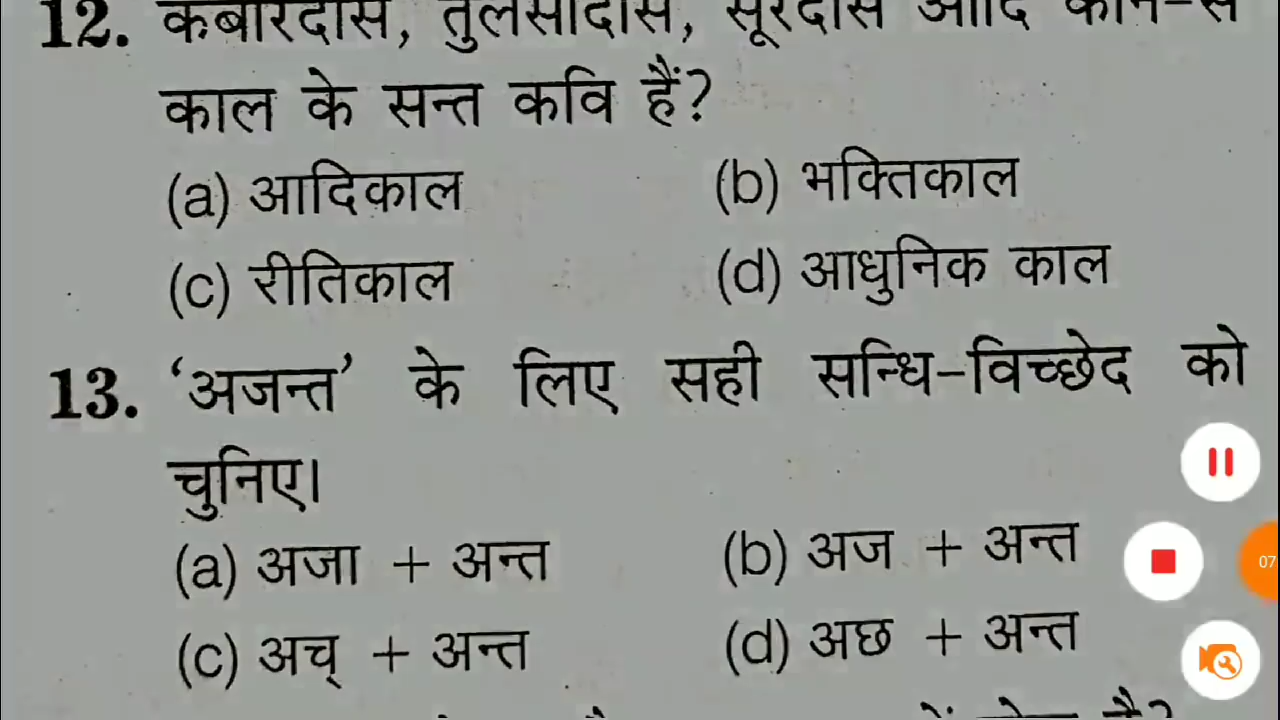 12. कबीरदास, तुलसीदास, सूरदास आदि कौन-से
काल के सन्त कवि हैं?
(a) आदिकाल (b) भक्तिकाल
(c) रीतिकाल (d) आधुनिक काल
13. ‘अजन्त’ के लिए सही सन्धि-विच्छेद को
चुनिए।
(a) अजा + अन्त (b) अज + अन्त
07
(c) अच् + अन्त (d) अछ + अन्त